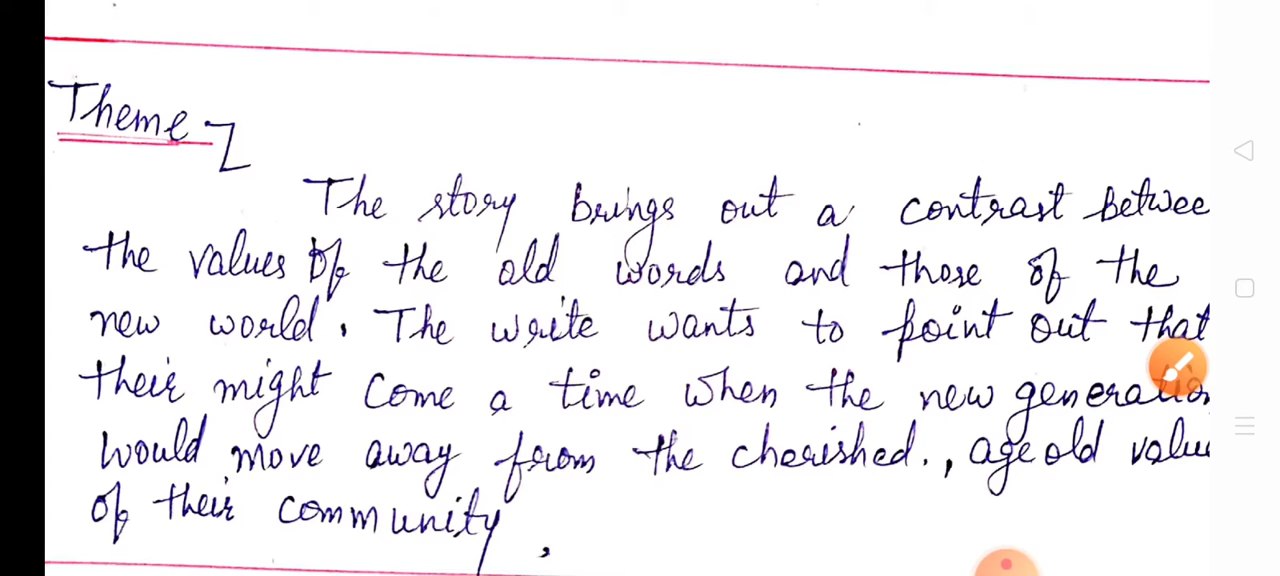 Theme
The story brings out a contrast betwee
the values of the old words and those of the
new world. The write wants to point out that
their might come a time when the new generation
would move away from the cherished., age old value
of their community,